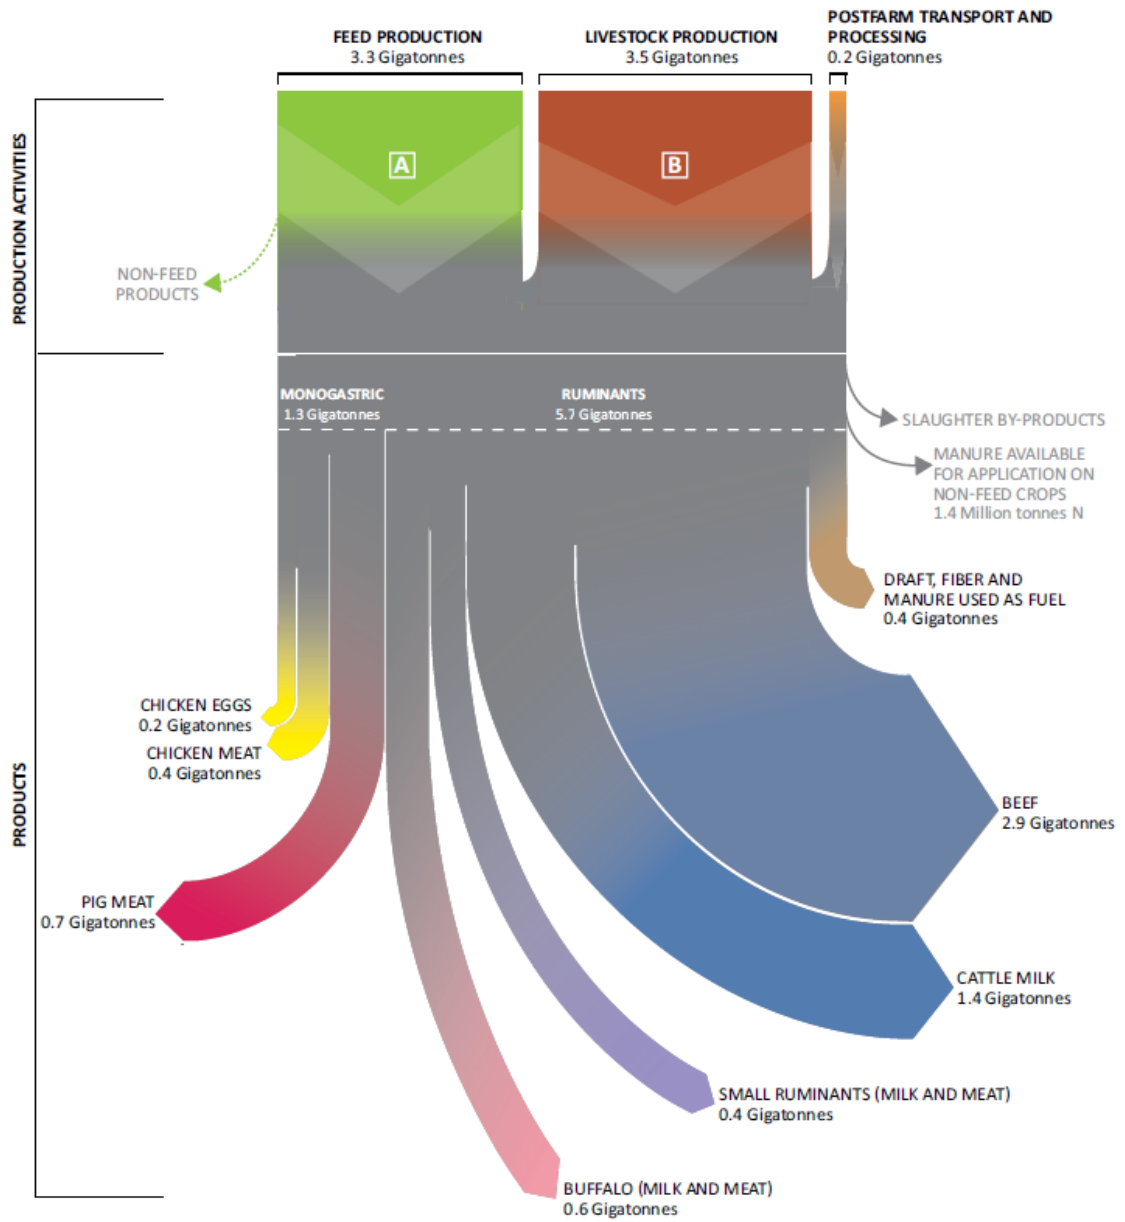 FEED PRODUCTION
3.3 Gigatonnes
LIVESTOCK PRODUCTION
3.5 Gigatonnes
POSTFARM TRANSPORT AND
PROCESSING
0.2 Gigatonnes
PRODUCTION ACTIVITIES
A
B
NON-FEED
PRODUCTS
MONOGASTRIC
1.3 Gigatonnes
RUMINANTS
5.7 Gigatonnes
SLAUGHTER BY-PRODUCTS
MANURE AVAILABLE
FOR APPLICATION ON
NON-FEED CROPS
1.4 Million tonnes N
DRAFT, FIBER AND
MANURE USED AS FUEL
0.4 Gigatonnes
PRODUCTS
CHICKEN EGGS
0.2 Gigatonnes
CHICKEN MEAT
0.4 Gigatonnes
BEEF
2.9 Gigatonnes
PIG MEAT
0.7 Gigatonnes
CATTLE MILK
1.4 Gigatonnes
SMALL RUMINANTS (MILK AND MEAT)
0.4 Gigatonnes
BUFFALO (MILK AND MEAT)
0.6 Gigatonnes